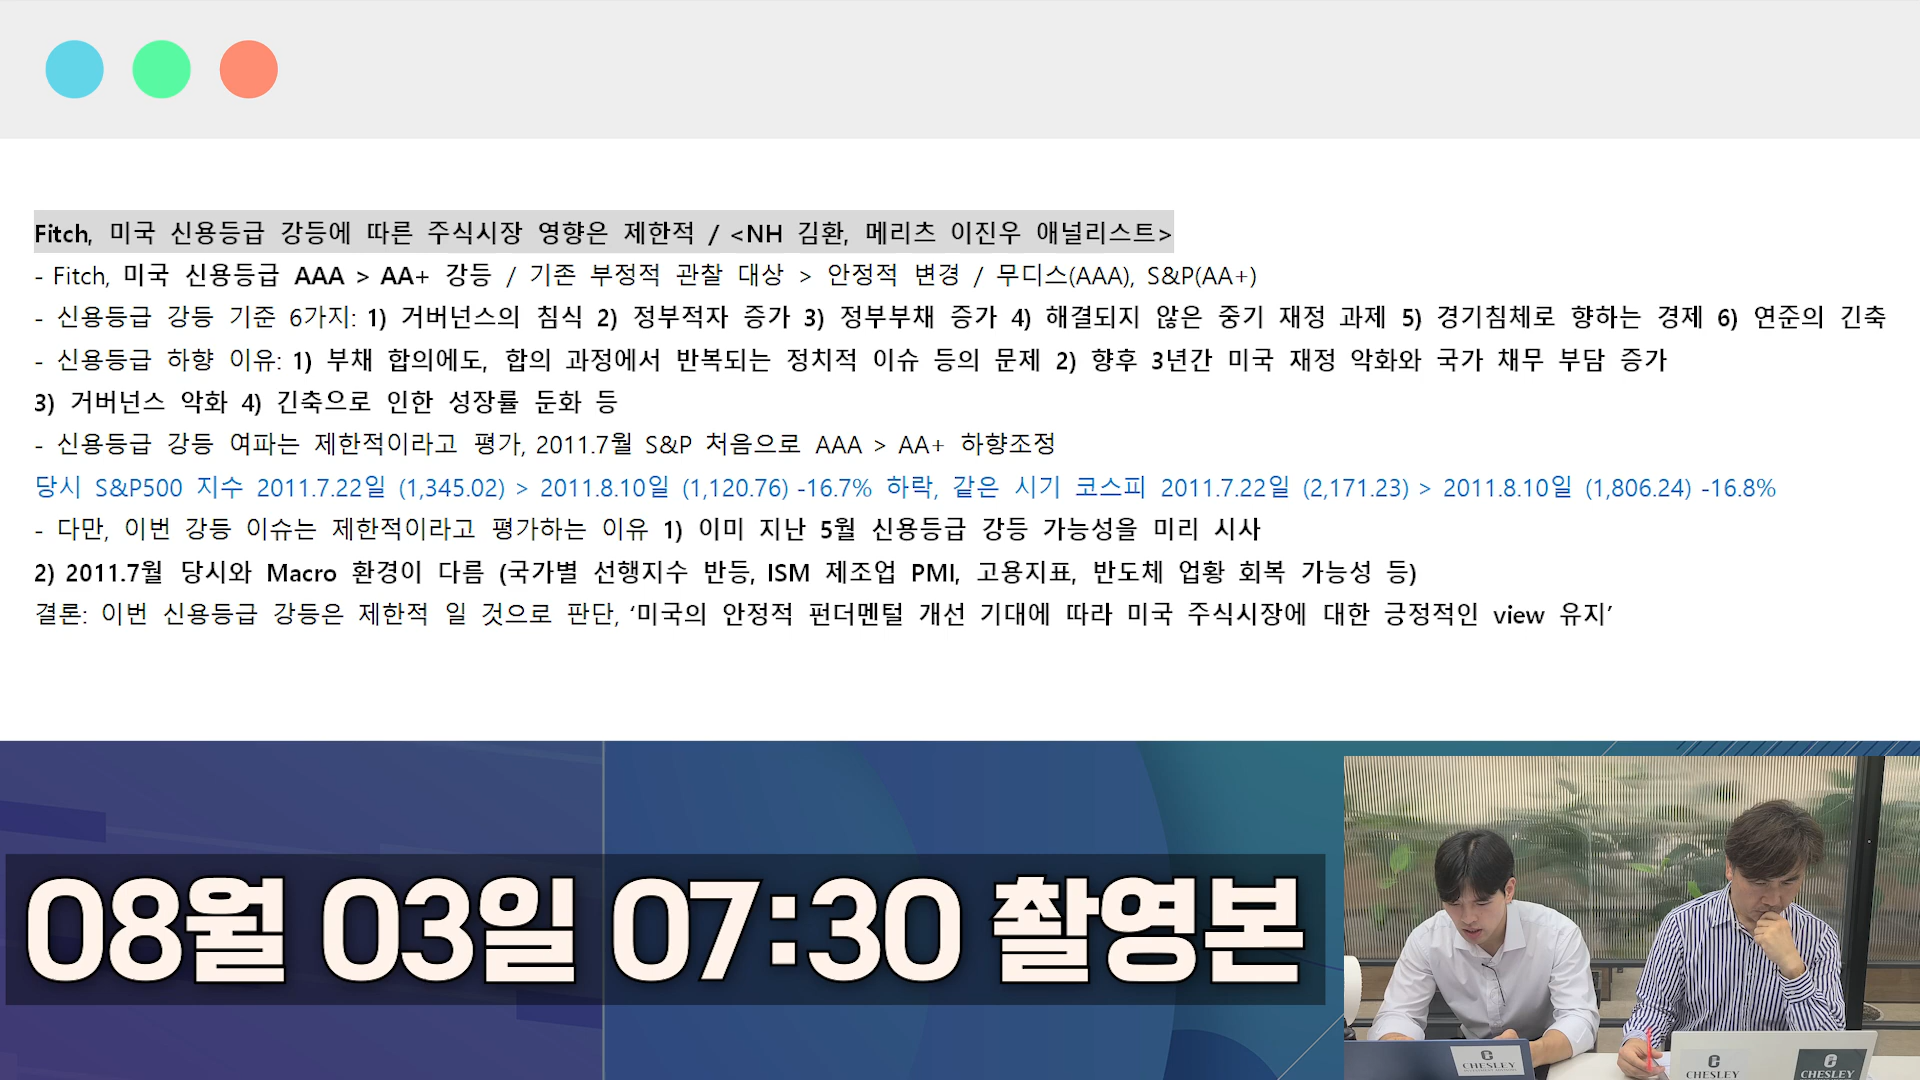 Fitch, 미국 신용등급 강등에 따른 주식시장 영향은 제한적 / <NH 김환, 메리츠 이진우 애널리스트>
- Fitch, 미국 신용등급 AAA > AA+ 강등 / 기존 부정적 관찰 대상 > 안정적 변경 / 무디스(AAA), S&P(AA+)
- 신용등급 강등 기준 6가지: 1) 거버넌스의 침식 2) 정부적자 증가 3) 정부부채 증가 4) 해결되지 않은 중기 재정 과제 5) 경기침체로 향하는 경제 6) 연준의 긴축
- 신용등급 하향 이유: 1) 부채 합의에도, 합의 과정에서 반복되는 정치적 이슈 등의 문제 2) 향후 3년간 미국 재정 악화와 국가 채무 부담 증가
3) 거버넌스 악화 4) 긴축으로 인한 성장률 둔화 등
- 신용등급 강등 여파는 제한적이라고 평가, 2011.7월 S&P 처음으로 AAA > AA+ 하향조정
당시 S&P500 지수 2011.7.22일 (1,345.02) > 2011.8.10일 (1,120.76) -16.7% 하락, 같은 시기 코스피 2011.7.22일 (2,171.23) > 2011.8.10일 (1,806.24) -16.8%
- 다만, 이번 강등 이슈는 제한적이라고 평가하는 이유 1) 이미 지난 5월 신용등급 강등 가능성을 미리 시사
2) 2011.7월 당시와 Macro 환경이 다름 (국가별 선행지수 반등, ISM 제조업 PMI, 고용지표, 반도체 업황 회복 가능성 등)
결론: 이번 신용등급 강등은 제한적 일 것으로 판단, ‘미국의 안정적 펀더멘털 개선 기대에 따라 미국 주식시장에 대한 긍정적인 view 유지’
08월 03일 07:30 촬영본
CHESLEY
CHESLEY
CHESLEY